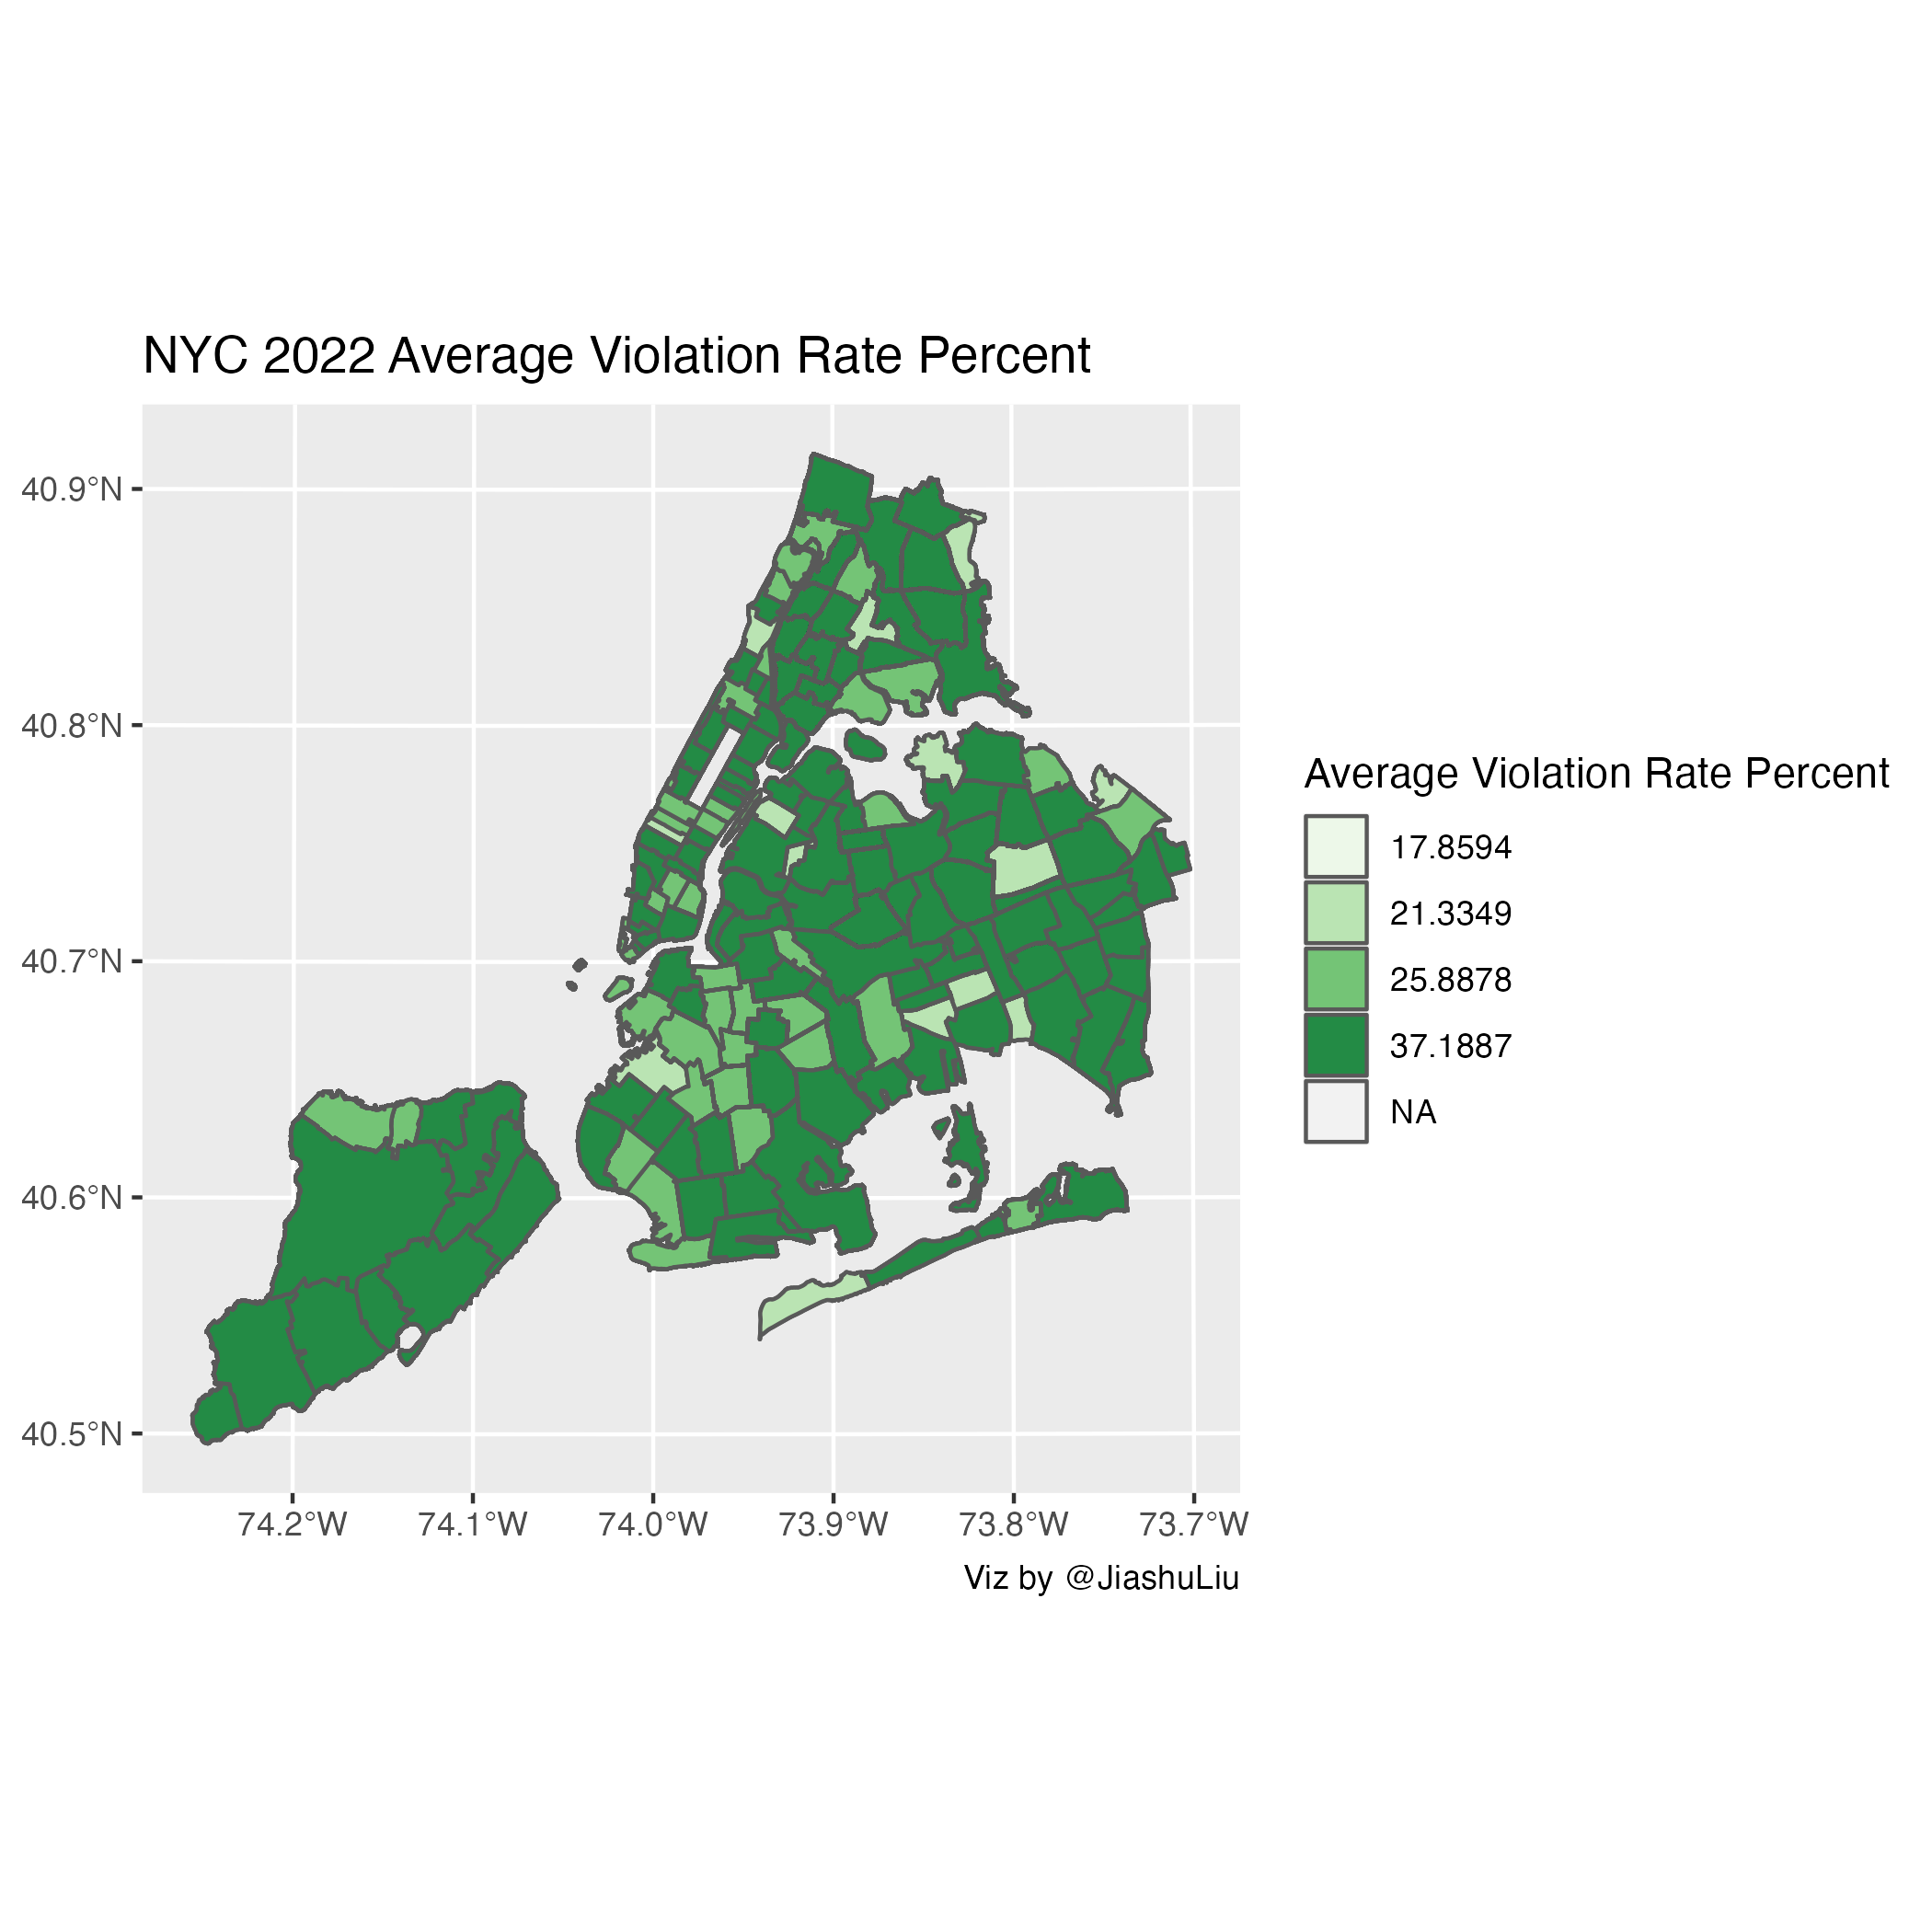 NYC 2022 Average Violation Rate Percent
40.9°N
40.8°N
40.7°N
40.6°N
40.5°N
74.2°W 74.1°W 74.0°W 73.9°W 73.8°W 73.7°W
Average Violation Rate Percent
17.8594
21.3349
25.8878
37.1887
NA
Viz by @JiashuLiu